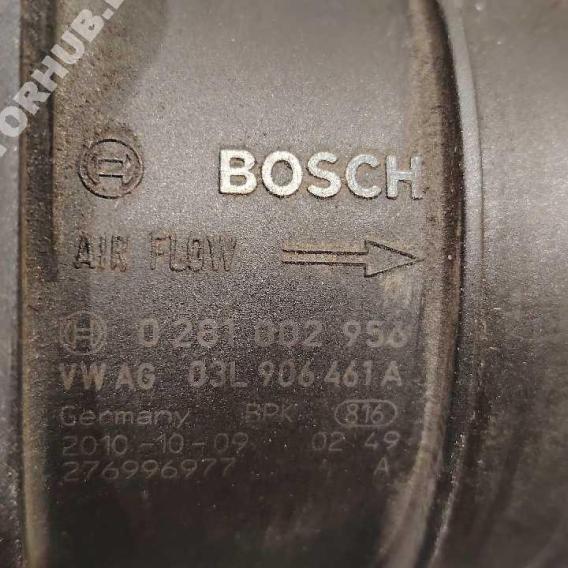 BOSCH
AIR FLOW
0 281 002 956
VW AG 03L 906 461 A
Germany BPK 816
2010-10-09 02 49
276996977 A